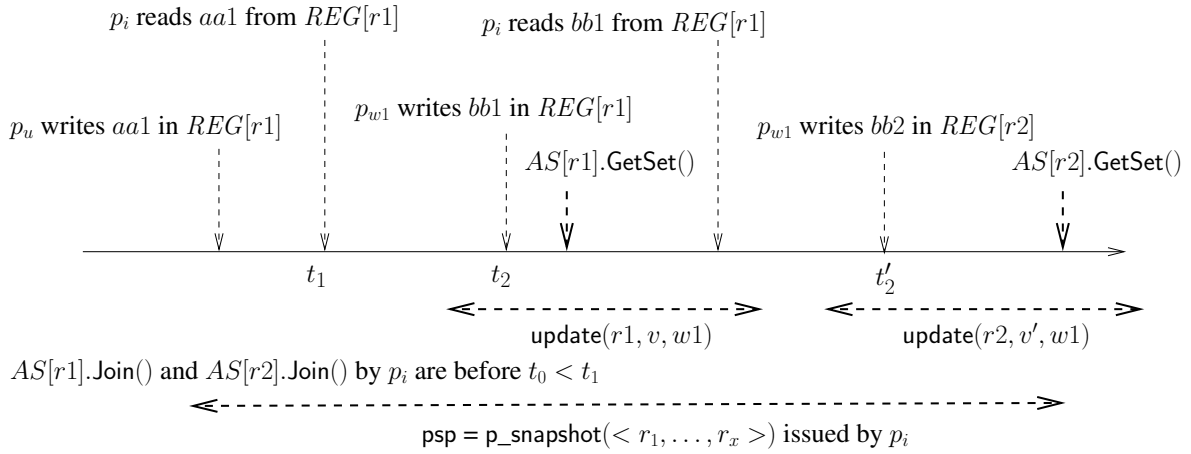 p_i reads aa1 from REG[r1]
p_i reads bb1 from REG[r1]
p_u writes aa1 in REG[r1]
p_{w1} writes bb1 in REG[r1]
p_{w1} writes bb2 in REG[r2]
AS[r1].GetSet()
AS[r2].GetSet()
t_1
t_2
t'_2
update(r1, v, w1)
update(r2, v', w1)
AS[r1].Join() and AS[r2].Join() by p_i are before t_0 < t_1
psp = p_snapshot(< r_1, . . . , r_x >) issued by p_i